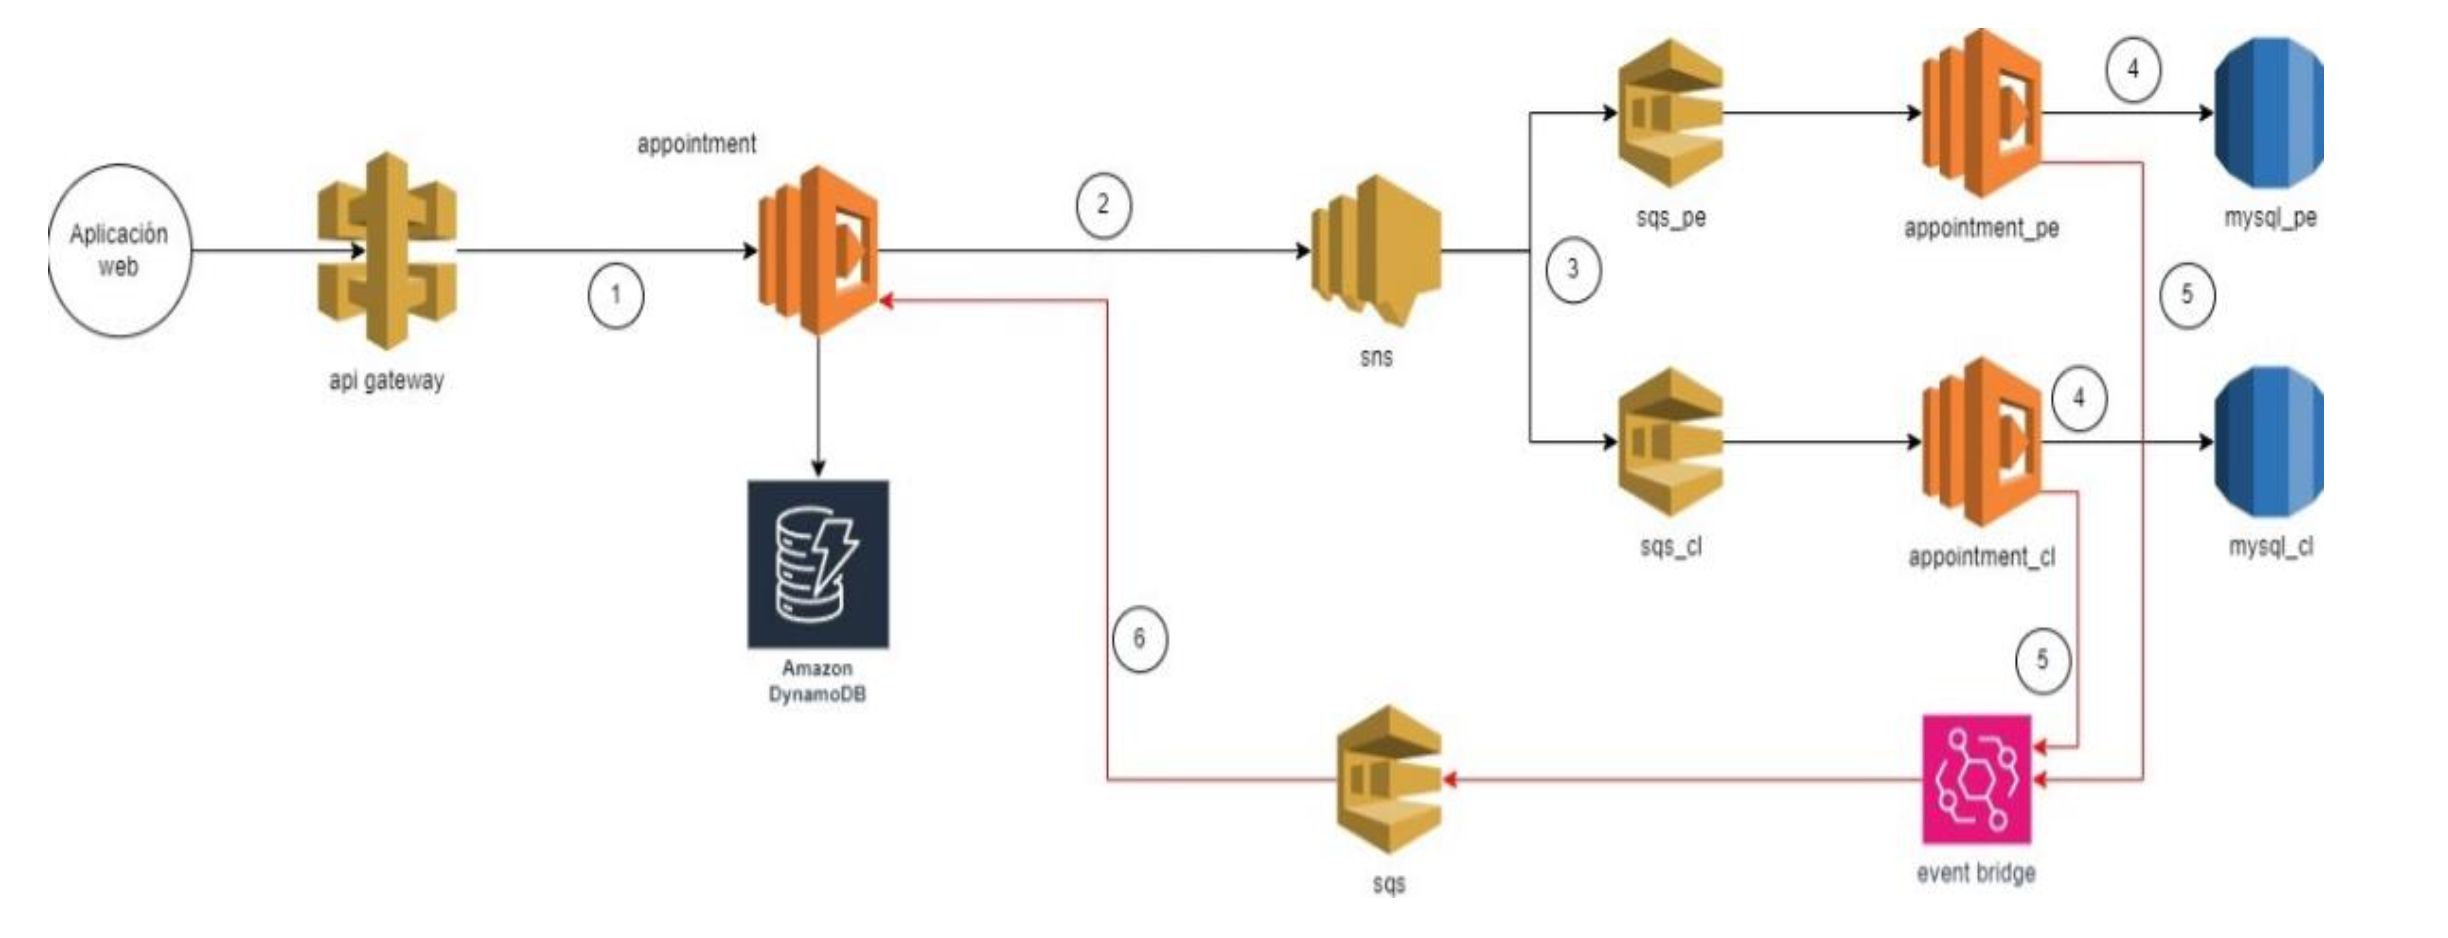 Aplicación
web
api gateway
1
appointment
Amazon
DynamoDB
2
sns
3
sqs_pe
appointment_pe
4
mysql_pe
5
sqs_cl
appointment_cl
4
mysql_cl
5
event bridge
sqs
6